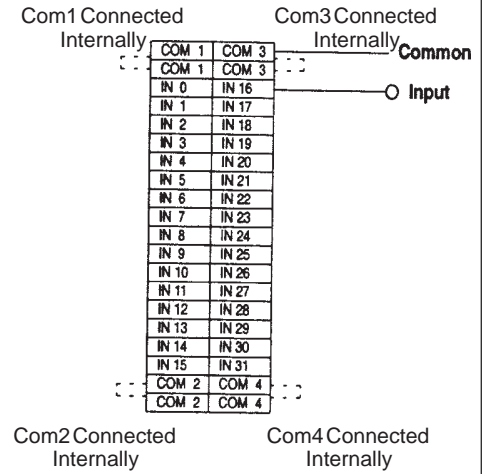 Com1 Connected Internally
Com3 Connected Internally
COM 1 COM 3 Common
COM 1 COM 3
IN 0 IN 16 Input
IN 1 IN 17
IN 2 IN 18
IN 3 IN 19
IN 4 IN 20
IN 5 IN 21
IN 6 IN 22
IN 7 IN 23
IN 8 IN 24
IN 9 IN 25
IN 10 IN 26
IN 11 IN 27
IN 12 IN 28
IN 13 IN 29
IN 14 IN 30
IN 15 IN 31
COM 2 COM 4
COM 2 COM 4
Com2 Connected Internally
Com4 Connected Internally